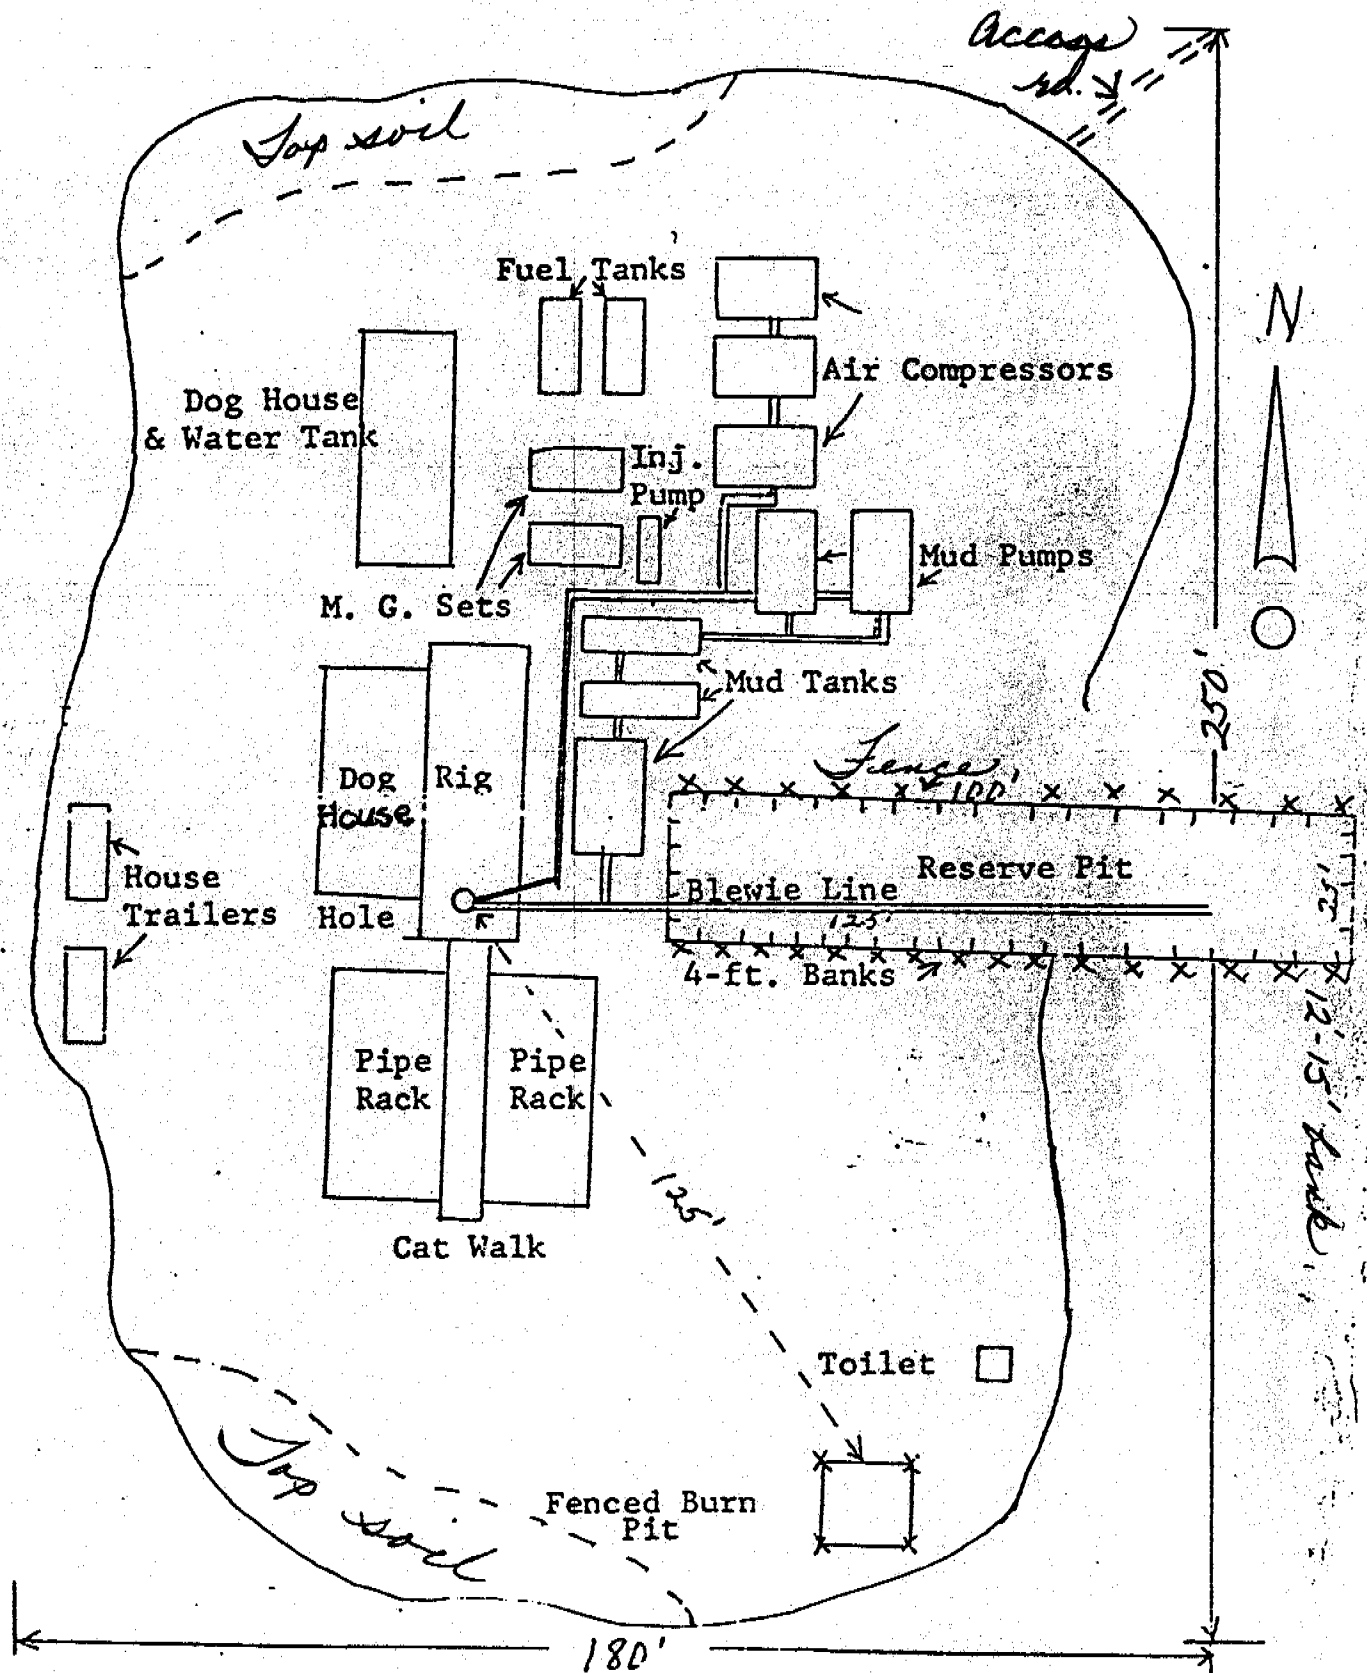 Access
rd.
Top soil
Fuel Tanks
N
Air Compressors
Dog House
& Water Tank
Inj.
Pump
Mud Pumps
M. G. Sets
250'
Mud Tanks
Fence
100'
Dog
House
Rig
Reserve Pit
House
Trailers
Blewie Line
125'
25'
Hole
4-ft. Banks
12'-15' bank
Pipe
Rack
Pipe
Rack
125'
Cat Walk
Toilet
Top soil
Fenced Burn
Pit
180'